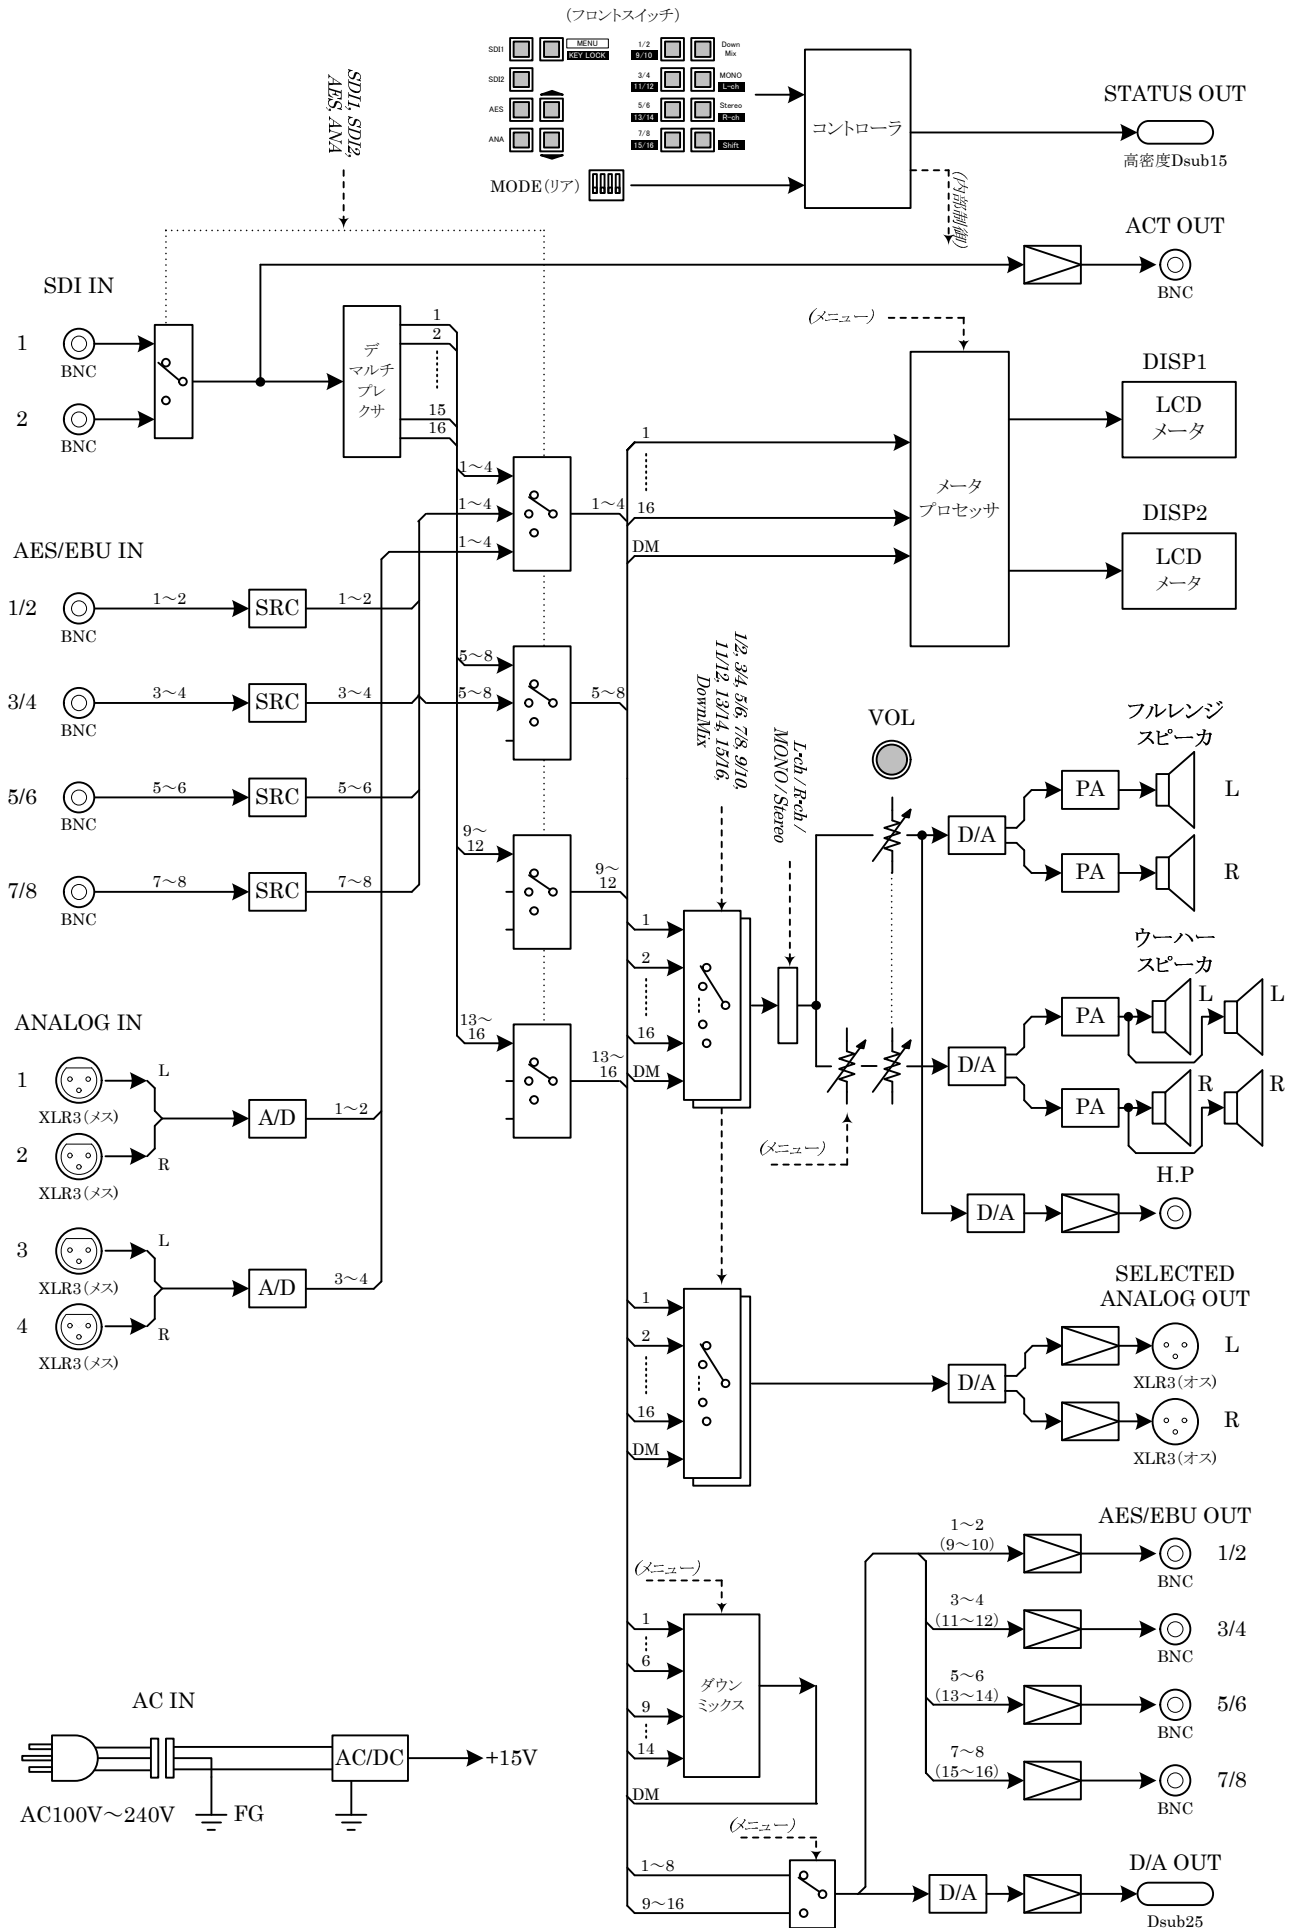 (フロントスイッチ)
SDI1
MENU
KEY LOCK
1/2
9/10
Down
Mix
SDI2
3/4
11/12
MONO
L-ch
AES
5/6
13/14
Stereo
R-ch
ANA
7/8
15/16
Shift
MODE(リア)
コントローラ
STATUS OUT
高密度Dsub15
(内部制御)
SDI1, SDI2,
AES, ANA
ACT OUT
BNC
SDI IN
1
BNC
2
BNC
デ
マルチ
プレ
クサ
1
2
15
16
(メニュー)
メータ
プロセッサ
DISP1
LCD
メータ
DISP2
LCD
メータ
1~4
1~4
1~4
1~4
1
16
DM
AES/EBU IN
1/2
BNC
1~2
SRC
1~2
3/4
BNC
3~4
SRC
3~4
5/6
BNC
5~6
SRC
5~6
7/8
BNC
7~8
SRC
7~8
5~8
5~8
5~8
9~
12
9~
12
13~
16
13~
16
1/2, 3/4, 5/6, 7/8, 9/10,
11/12, 13/14, 15/16,
DownMix
L-ch / R-ch /
MONO / Stereo
VOL
1
2
16
DM
(メニュー)
D/A
PA
PA
フルレンジ
スピーカ
L
R
ウーハー
スピーカ
D/A
PA
PA
L
L
R
R
H.P
D/A
ANALOG IN
1
XLR3(メス)
L
2
XLR3(メス)
R
A/D
1~2
3
XLR3(メス)
L
4
XLR3(メス)
R
A/D
3~4
1
2
16
DM
D/A
SELECTED
ANALOG OUT
L
XLR3(オス)
R
XLR3(オス)
(メニュー)
1
6
9
14
DM
ダウン
ミックス
AES/EBU OUT
1~2
(9~10)
1/2
BNC
3~4
(11~12)
3/4
BNC
5~6
(13~14)
5/6
BNC
7~8
(15~16)
7/8
BNC
AC IN
AC100V~240V
FG
AC/DC
+15V
(メニュー)
1~8
9~16
D/A
D/A OUT
Dsub25